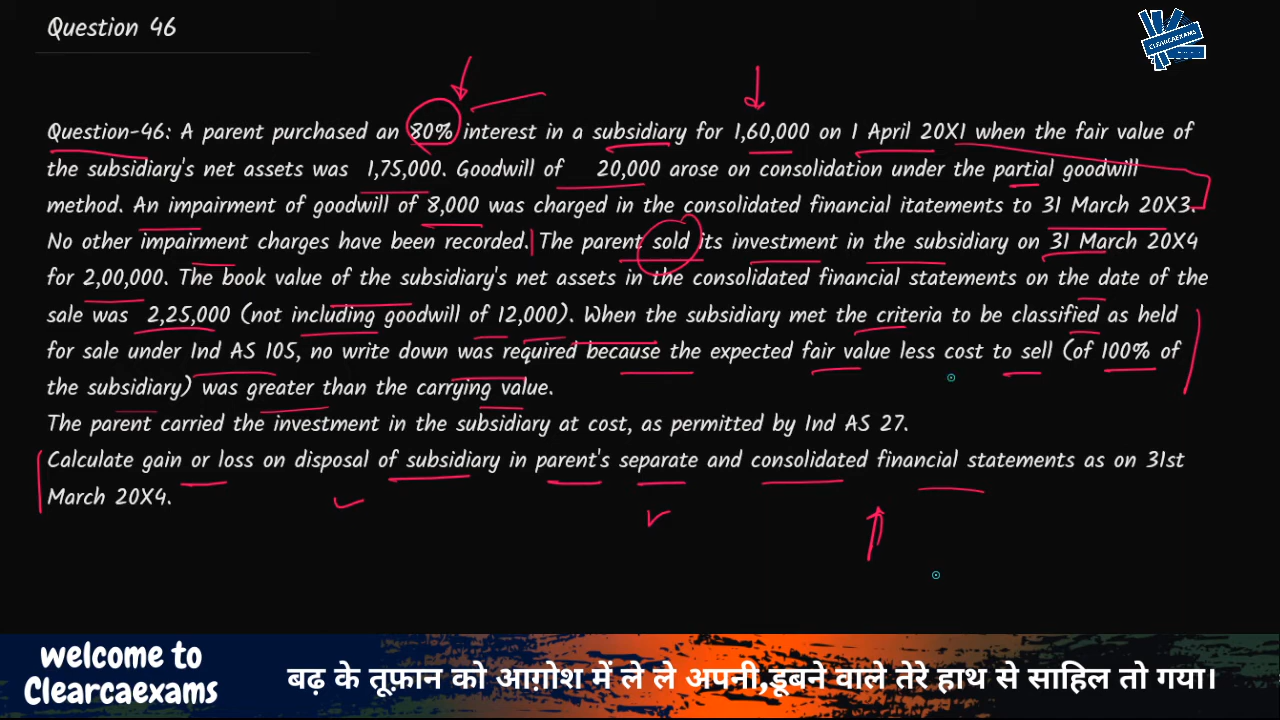 Question 46
CLEARCAEXAMS
Question-46: A parent purchased an 80% interest in a subsidiary for 1,60,000 on 1 April 20X1 when the fair value of
the subsidiary's net assets was 1,75,000. Goodwill of 20,000 arose on consolidation under the partial goodwill
method. An impairment of goodwill of 8,000 was charged in the consolidated financial itatements to 31 March 20X3.
No other impairment charges have been recorded. The parent sold its investment in the subsidiary on 31 March 20X4
for 2,00,000. The book value of the subsidiary's net assets in the consolidated financial statements on the date of the
sale was 2,25,000 (not including goodwill of 12,000). When the subsidiary met the criteria to be classified as held
for sale under Ind AS 105, no write down was required because the expected fair value less cost to sell (of 100% of
the subsidiary) was greater than the carrying value.
The parent carried the investment in the subsidiary at cost, as permitted by Ind AS 27.
Calculate gain or loss on disposal of subsidiary in parent's separate and consolidated financial statements as on 31st
March 20X4.
welcome to
Clearcaexams
बढ़ के तूफ़ान को आग़ोश में ले ले अपनी,डूबने वाले तेरे हाथ से साहिल तो गया।